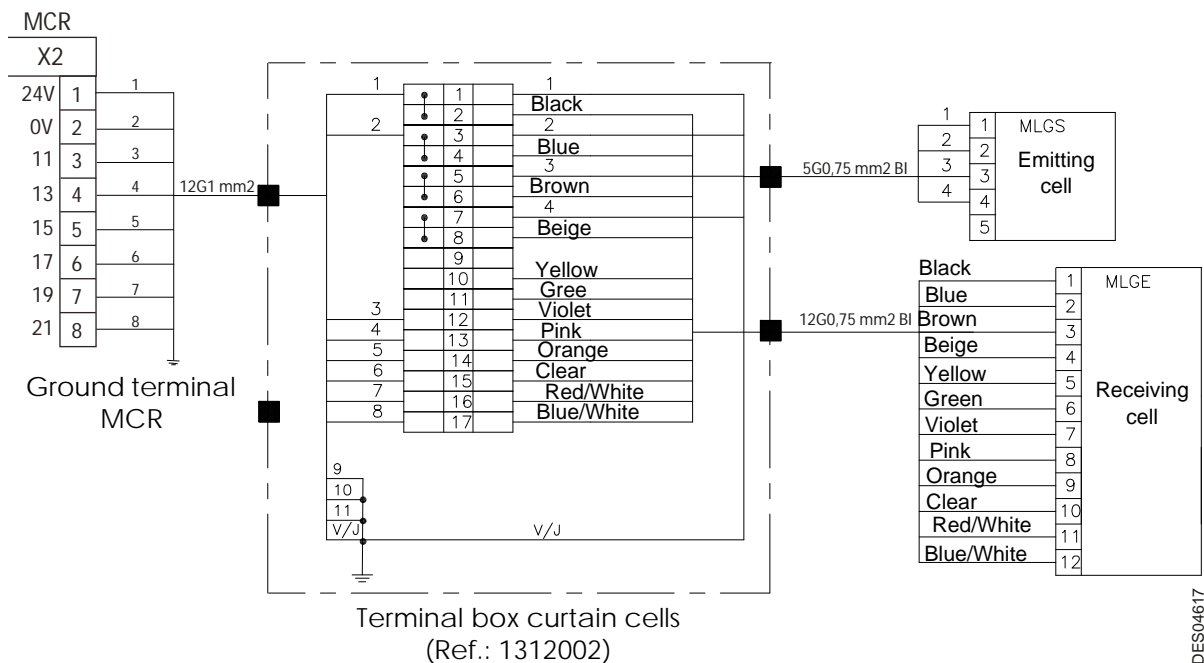 MCR
X2
24V 1 1
0V 2 2
11 3 3
13 4 4
15 5 5
17 6 6
19 7 7
21 8 8
Ground terminal
MCR
12G1 mm2
1 1 1
2 Black
2 3 2
4 Blue
5 3
6 Brown
7 4
8 Beige
9
10 Yellow
11 Gree
3 12 Violet
4 13 Pink
5 14 Orange
6 15 Clear
7 16 Red/White
8 17 Blue/White
9
10
11
V/J V/J
Terminal box curtain cells
(Ref.: 1312002)
5G0,75 mm2 BI
1 1 MLGS
2 2 Emitting
3 3 cell
4 4
5
12G0,75 mm2 BI
Black 1 MLGE
Blue 2
Brown 3
Beige 4
Yellow 5 Receiving
Green 6 cell
Violet 7
Pink 8
Orange 9
Clear 10
Red/White 11
Blue/White 12
DES04617